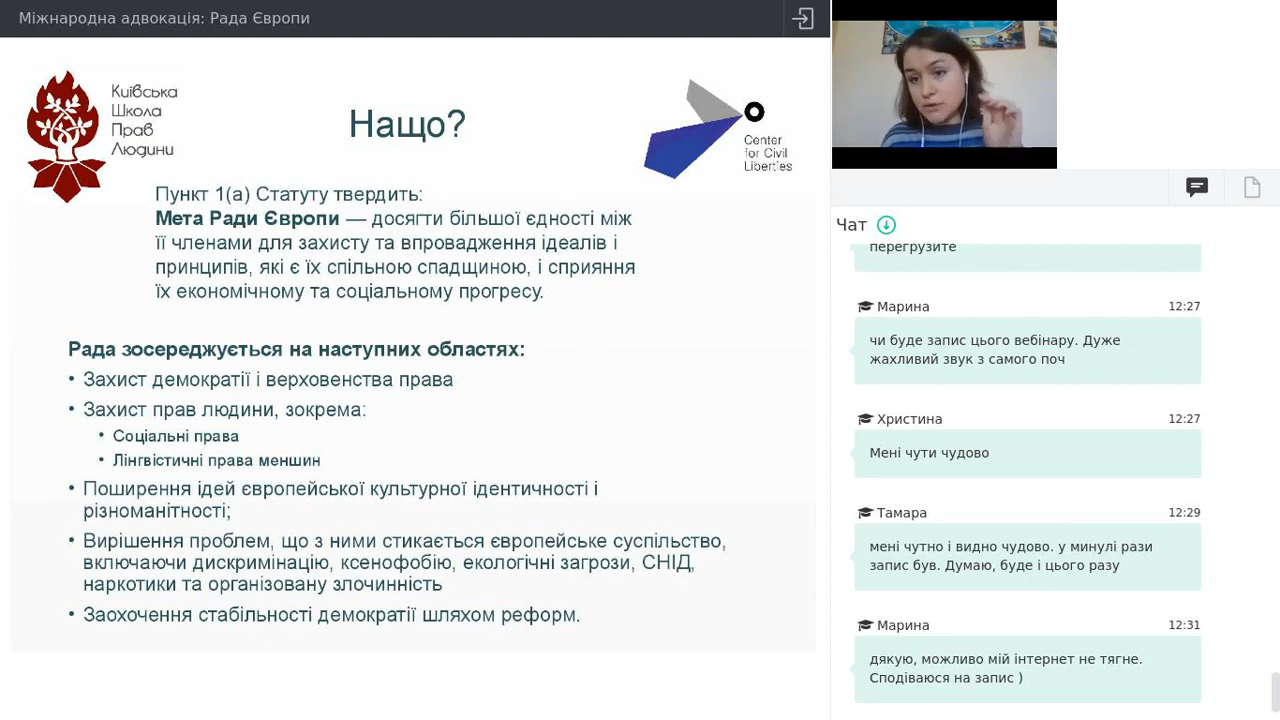 Міжнародна адвокація: Рада Європи
Київська
Школа
Прав
Людини
Нащо?
Center
for Civil
Liberties
Пункт 1(а) Статуту твердить:
Мета Ради Європи — досягти більшої єдності між
її членами для захисту та впровадження ідеалів і
принципів, які є їх спільною спадщиною, і сприяння
їх економічному та соціальному прогресу.
Рада зосереджується на наступних областях:
• Захист демократії і верховенства права
• Захист прав людини, зокрема:
• Соціальні права
• Лінгвістичні права меншин
• Поширення ідей європейської культурної ідентичності і
різноманітності;
• Вирішення проблем, що з ними стикається європейське суспільство,
включаючи дискримінацію, ксенофобію, екологічні загрози, СНІД,
наркотики та організовану злочинність
• Заохочення стабільності демократії шляхом реформ.
Чат
перегрузите
Марина 12:27
чи буде запис цього вебінару. Дуже
жахливий звук з самого поч
Христина 12:27
Мені чути чудово
Тамара 12:29
мені чутно і видно чудово. у минулі рази
запис був. Думаю, буде і цього разу
Марина 12:31
дякую, можливо мій інтернет не тягне.
Сподіваюся на запис )